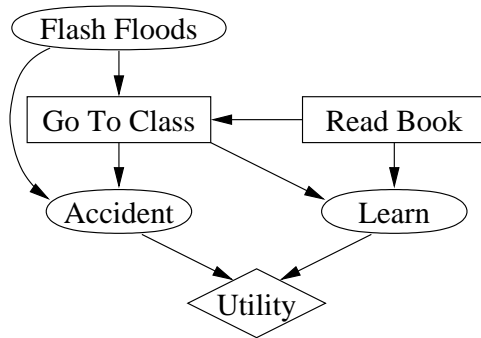 Flash Floods
Go To Class
Read Book
Accident
Learn
Utility